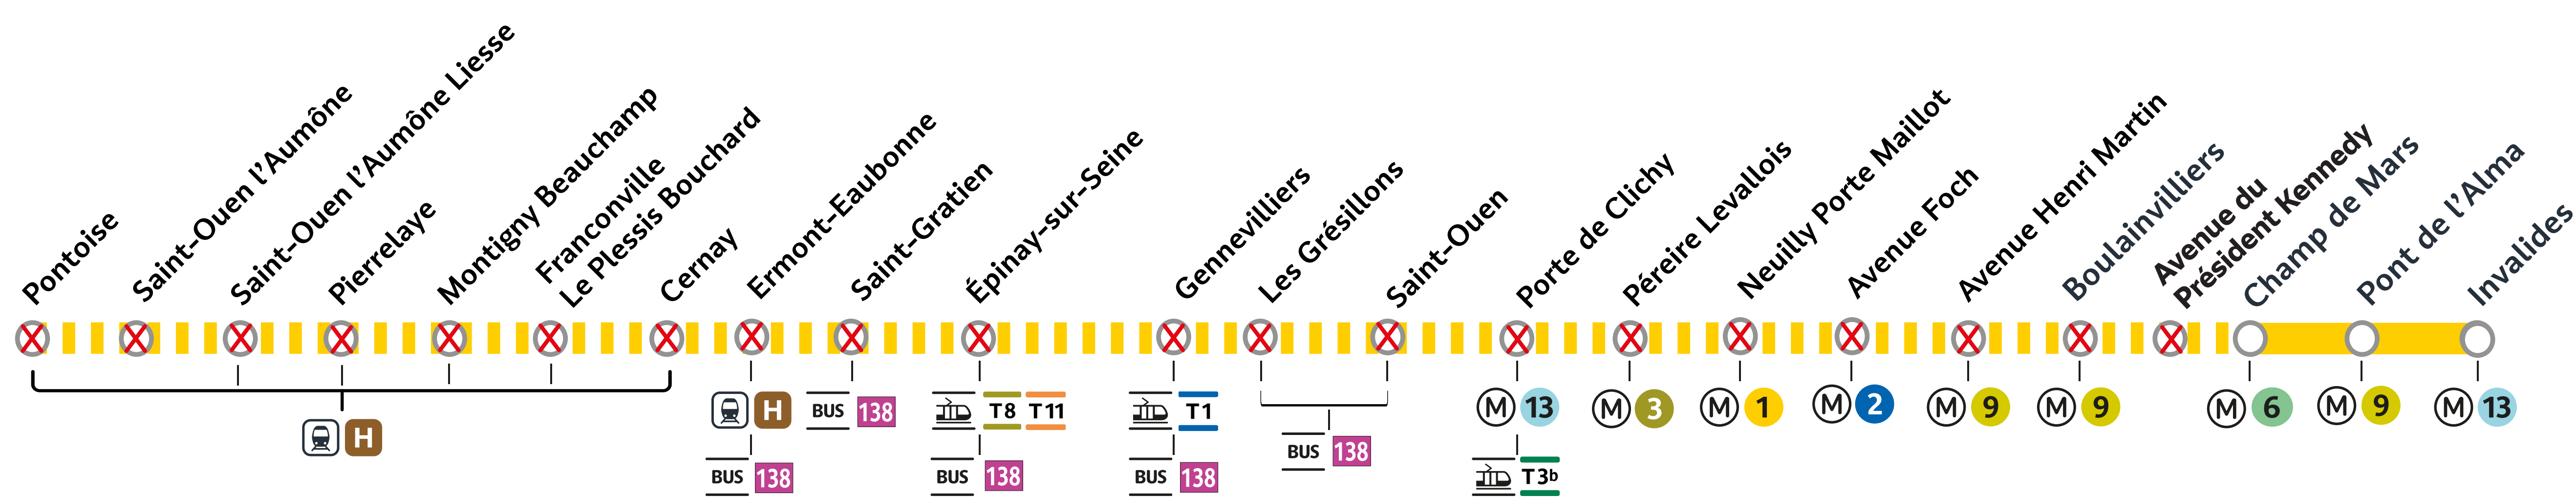 Pontoise
Saint-Ouen l'Aumône
Saint-Ouen l'Aumône Liesse
Pierrelaye
Montigny Beauchamp
Franconville
Le Plessis Bouchard
Cernay
Ermont-Eaubonne
Saint-Gratien
Épinay-sur-Seine
Gennevilliers
Les Grésillons
Saint-Ouen
Porte de Clichy
Péreire Levallois
Neuilly Porte Maillot
Avenue Foch
Avenue Henri Martin
Boulainvilliers
Avenue du
Président Kennedy
Champ de Mars
Pont de l'Alma
Invalides
H
H
BUS 138
BUS 138
T8 T11
BUS 138
T1
BUS 138
BUS 138
M 13
T3b
M 3
M 1
M 2
M 9
M 9
M 6
M 9
M 13